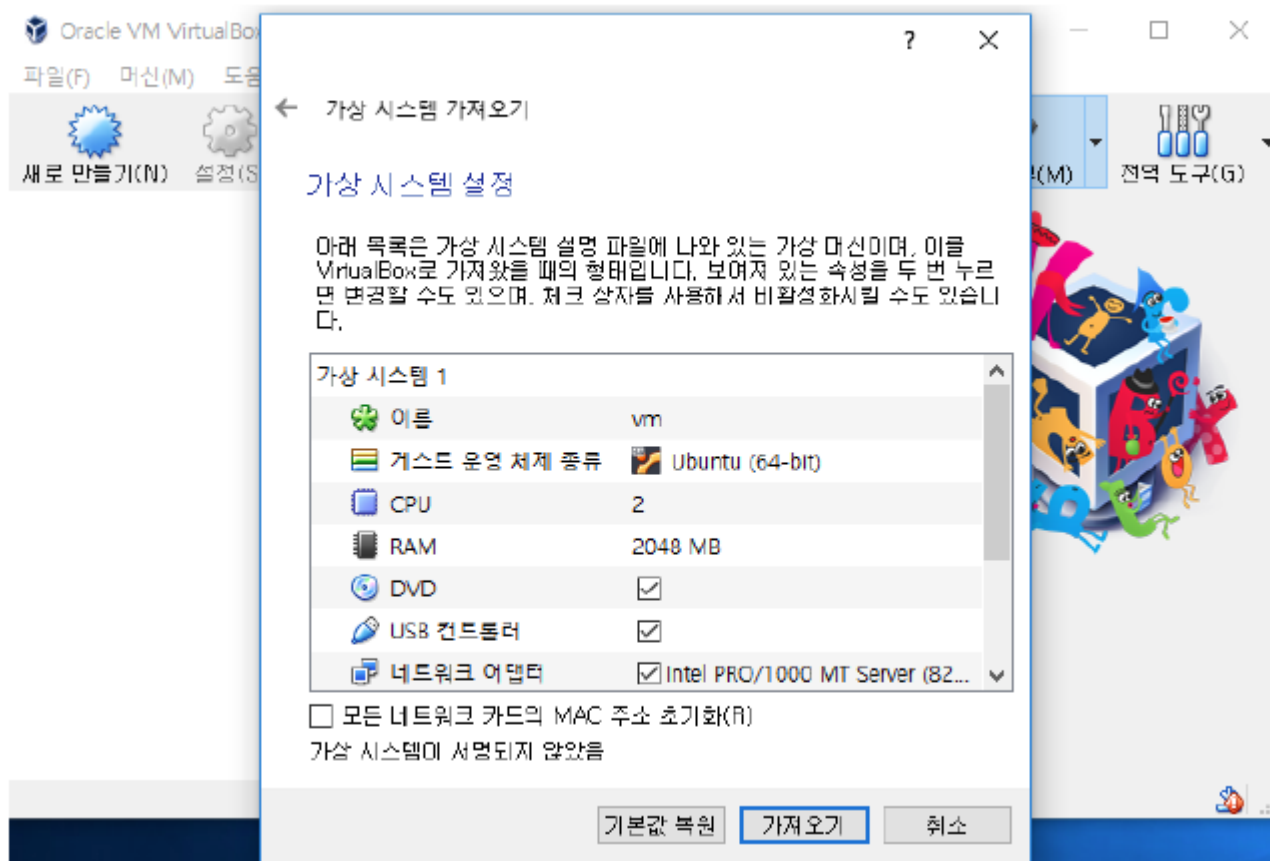 Oracle VM VirtualBox
?
파일(F) 머신(M)
← 가상 시스템 가져오기
새로 만들기(N) 설정(S
(M) 전역 도구(G)
가상 시스템 설정
아래 목록은 가상 시스템 설명 파일에 나와 있는 가상 머신이며, 이를
VirtualBox로 가져왔을 때의 형태입니다. 보여져 있는 속성을 두 번 누르
면 변경할 수도 있으며, 체크 상자를 사용해서 비활성화시킬 수도 있습니
다.
가상 시스템 1
이름 vm
게스트 운영 체제 종류 Ubuntu (64-bit)
CPU 2
RAM 2048 MB
DVD
USB 컨트롤러
네트워크 어댑터 Intel PRO/1000 MT Server (82...
모든 네트워크 카드의 MAC 주소 초기화(R)
가상 시스템이 서명되지 않았음
기본값 복원 가져오기 취소